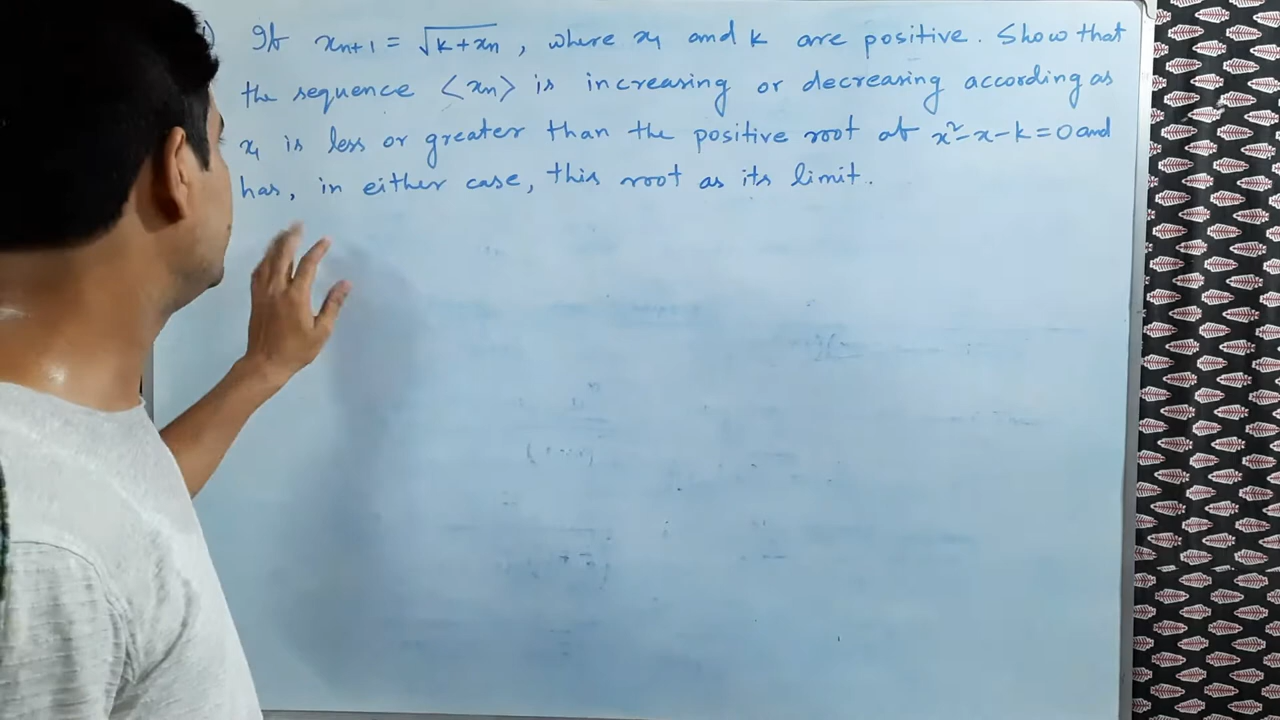 If xₙ₊₁ = √(k+xₙ), where x₁ and k are positive. Show that
the sequence ⟨xₙ⟩ is increasing or decreasing according as
x₁ is less or greater than the positive root of x²-x-k=0 and
has, in either case, this root as its limit.